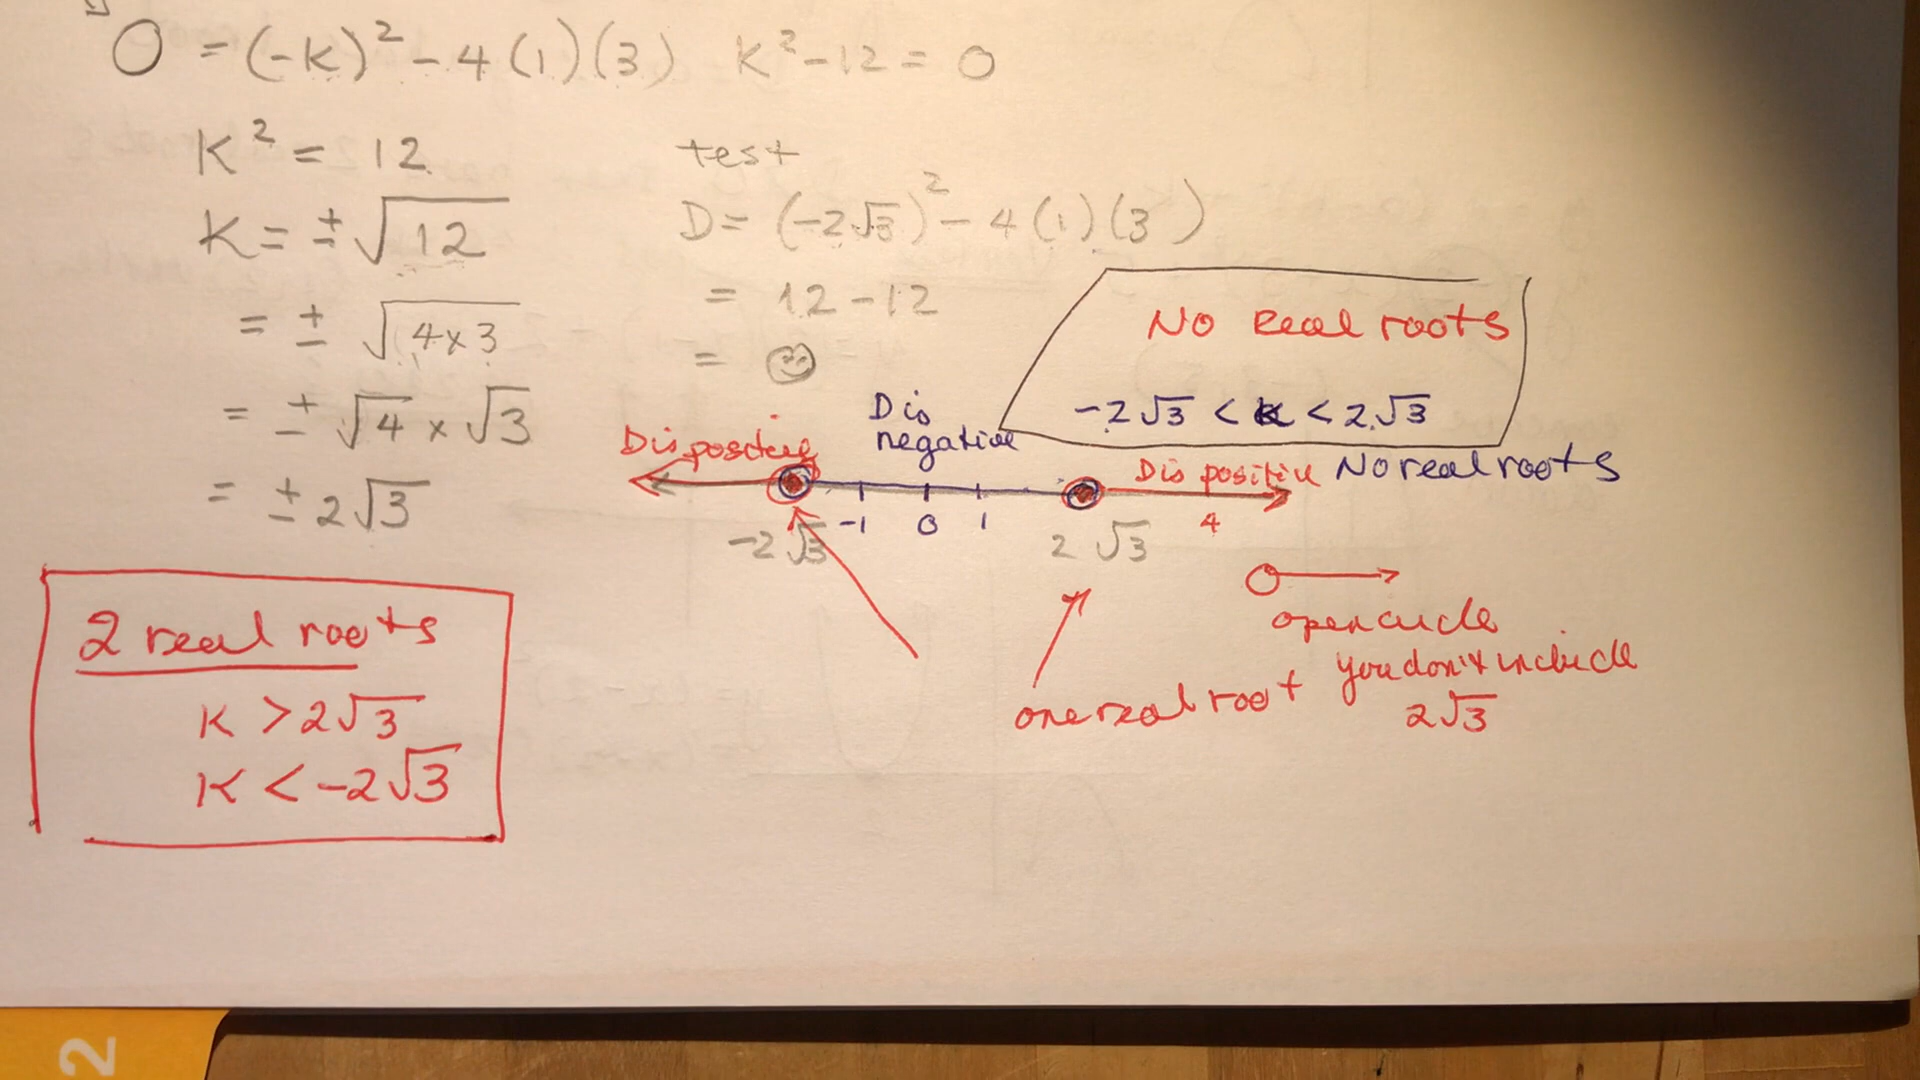 0 = (-K)² - 4 (1)(3)   K² - 12 = 0
K² = 12
K = ± √12
= ± √4x3
= ± √4 x √3
= ± 2√3
test
D = (-2√3)² - 4 (1)(3)
= 12 - 12
=
No real roots
-2√3 < K < 2√3
No real roots
D is positive
D is negative
D is positive
-2√3 -1 0 1 2√3 4
open circle
you don't include
2√3
one real root
2 real roots
K > 2√3
K < -2√3
2